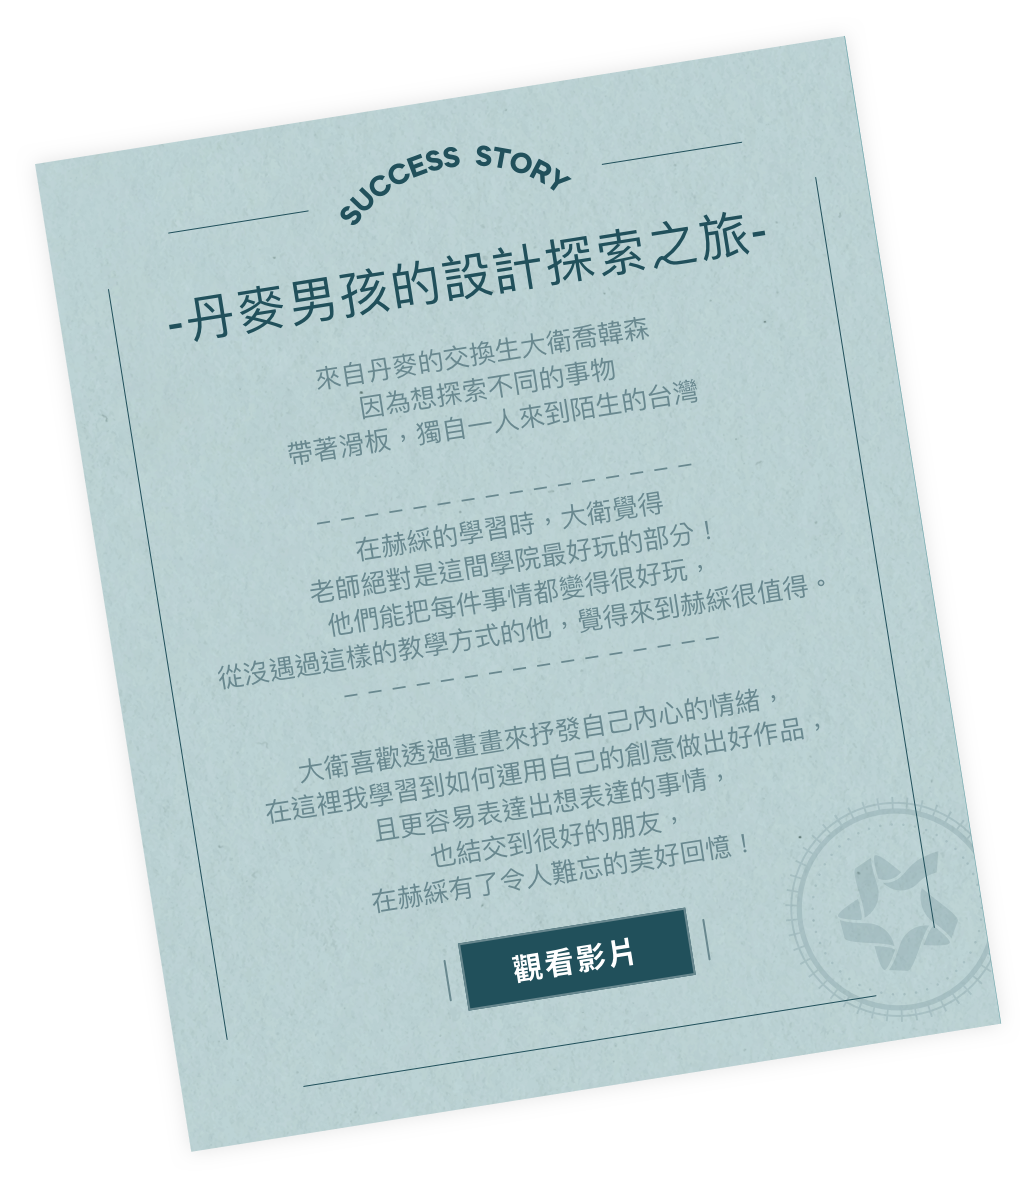 SUCCESS STORY
-丹麥男孩的設計探索之旅-
來自丹麥的交換生大衛喬韓森
因為想探索不同的事物
帶著滑板，獨自一人來到陌生的台灣
在赫綵的學習時，大衛覺得
老師絕對是這間學院最好玩的部分！
他們能把每件事情都變得很好玩，
從沒遇過這樣的教學方式的他，覺得來到赫綵很值得。
大衛喜歡透過畫畫來抒發自己內心的情緒，
在這裡我學習到如何運用自己的創意做出好作品，
且更容易表達出想表達的事情，
也結交到很好的朋友，
在赫綵有了令人難忘的美好回憶！
觀看影片